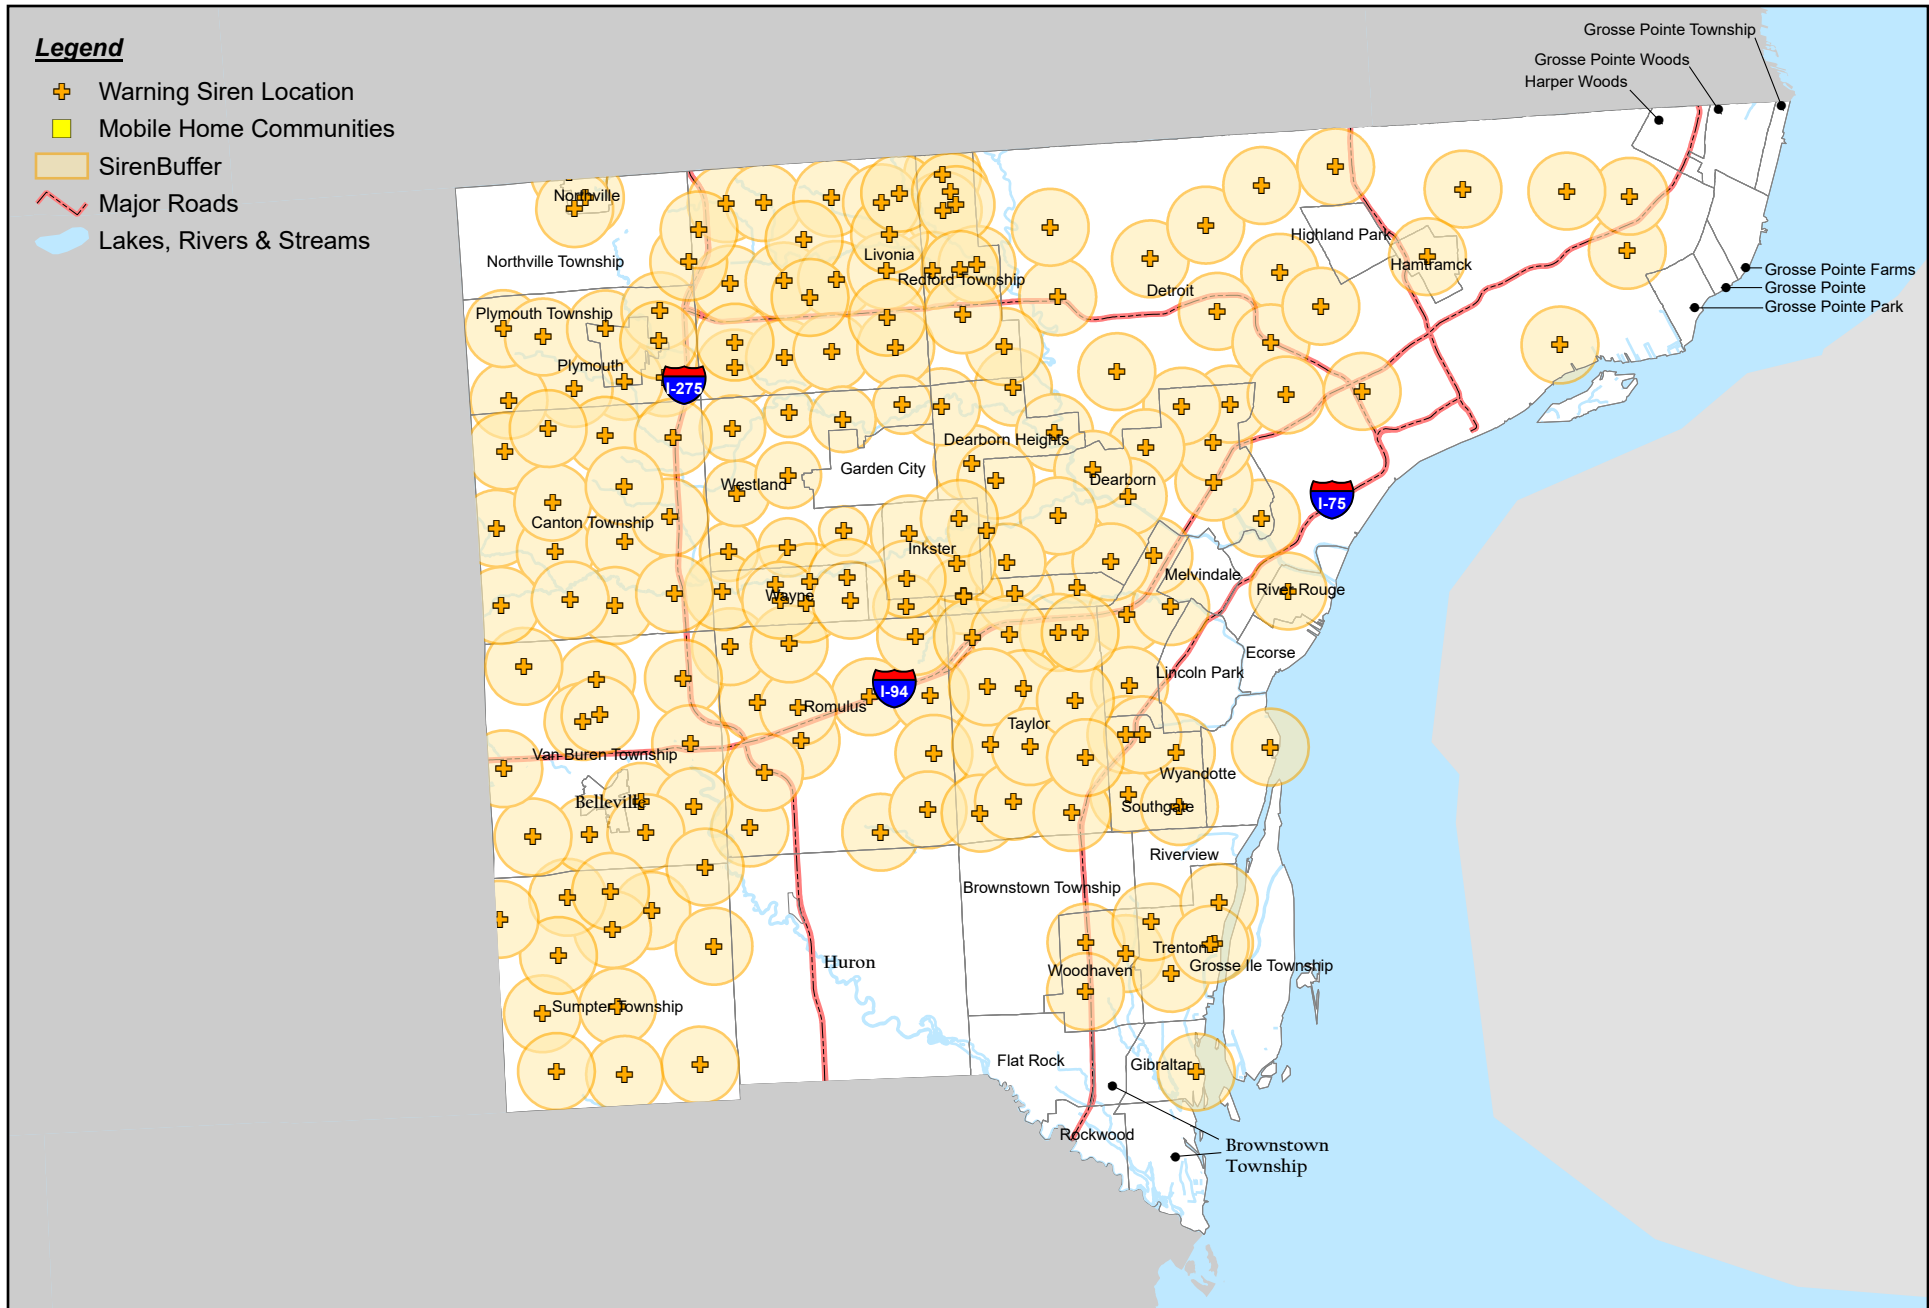 Legend
Warning Siren Location
Mobile Home Communities
SirenBuffer
Major Roads
Lakes, Rivers & Streams
Grosse Pointe Township
Grosse Pointe Woods
Harper Woods
Northville
Highland Park
Livonia
Northville Township
Hamtramck
Redford Township
Grosse Pointe Farms
Grosse Pointe
Detroit
Grosse Pointe Park
Plymouth Township
Plymouth
I-275
Dearborn Heights
Garden City
Westland
Dearborn
I-75
Canton Township
Inkster
Melvindale
Wayne
River Rouge
Ecorse
Lincoln Park
I-94
Romulus
Taylor
Van Buren Township
Wyandotte
Belleville
Southgate
Riverview
Brownstown Township
Trenton
Huron
Grosse Ile Township
Woodhaven
Sumpter Township
Flat Rock
Gibraltar
Rockwood
Brownstown
Township